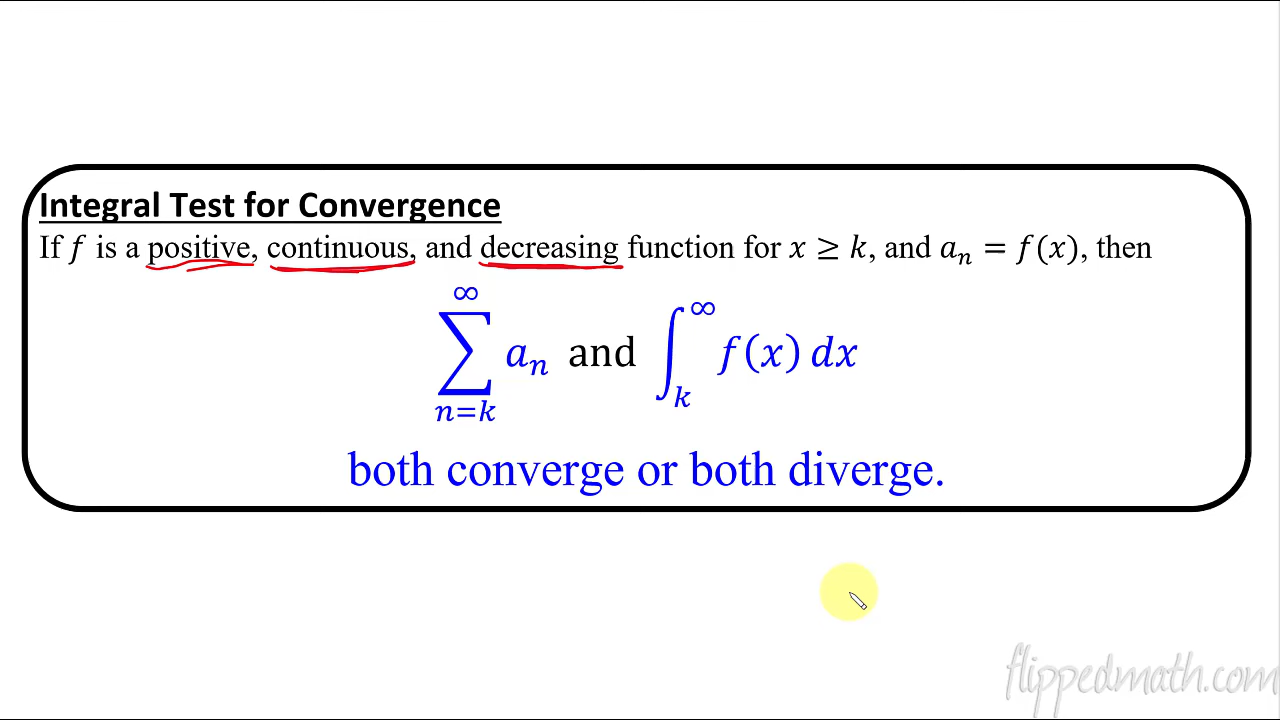 Integral Test for Convergence
If 𝑓 is a positive, continuous, and decreasing function for 𝑥 ≥ 𝑘, and 𝑎ₙ = 𝑓(𝑥), then
∑_{𝑛=𝑘}^{∞} 𝑎ₙ and ∫_{𝑘}^{∞} 𝑓(𝑥) 𝑑𝑥
both converge or both diverge.
flippedmath.com